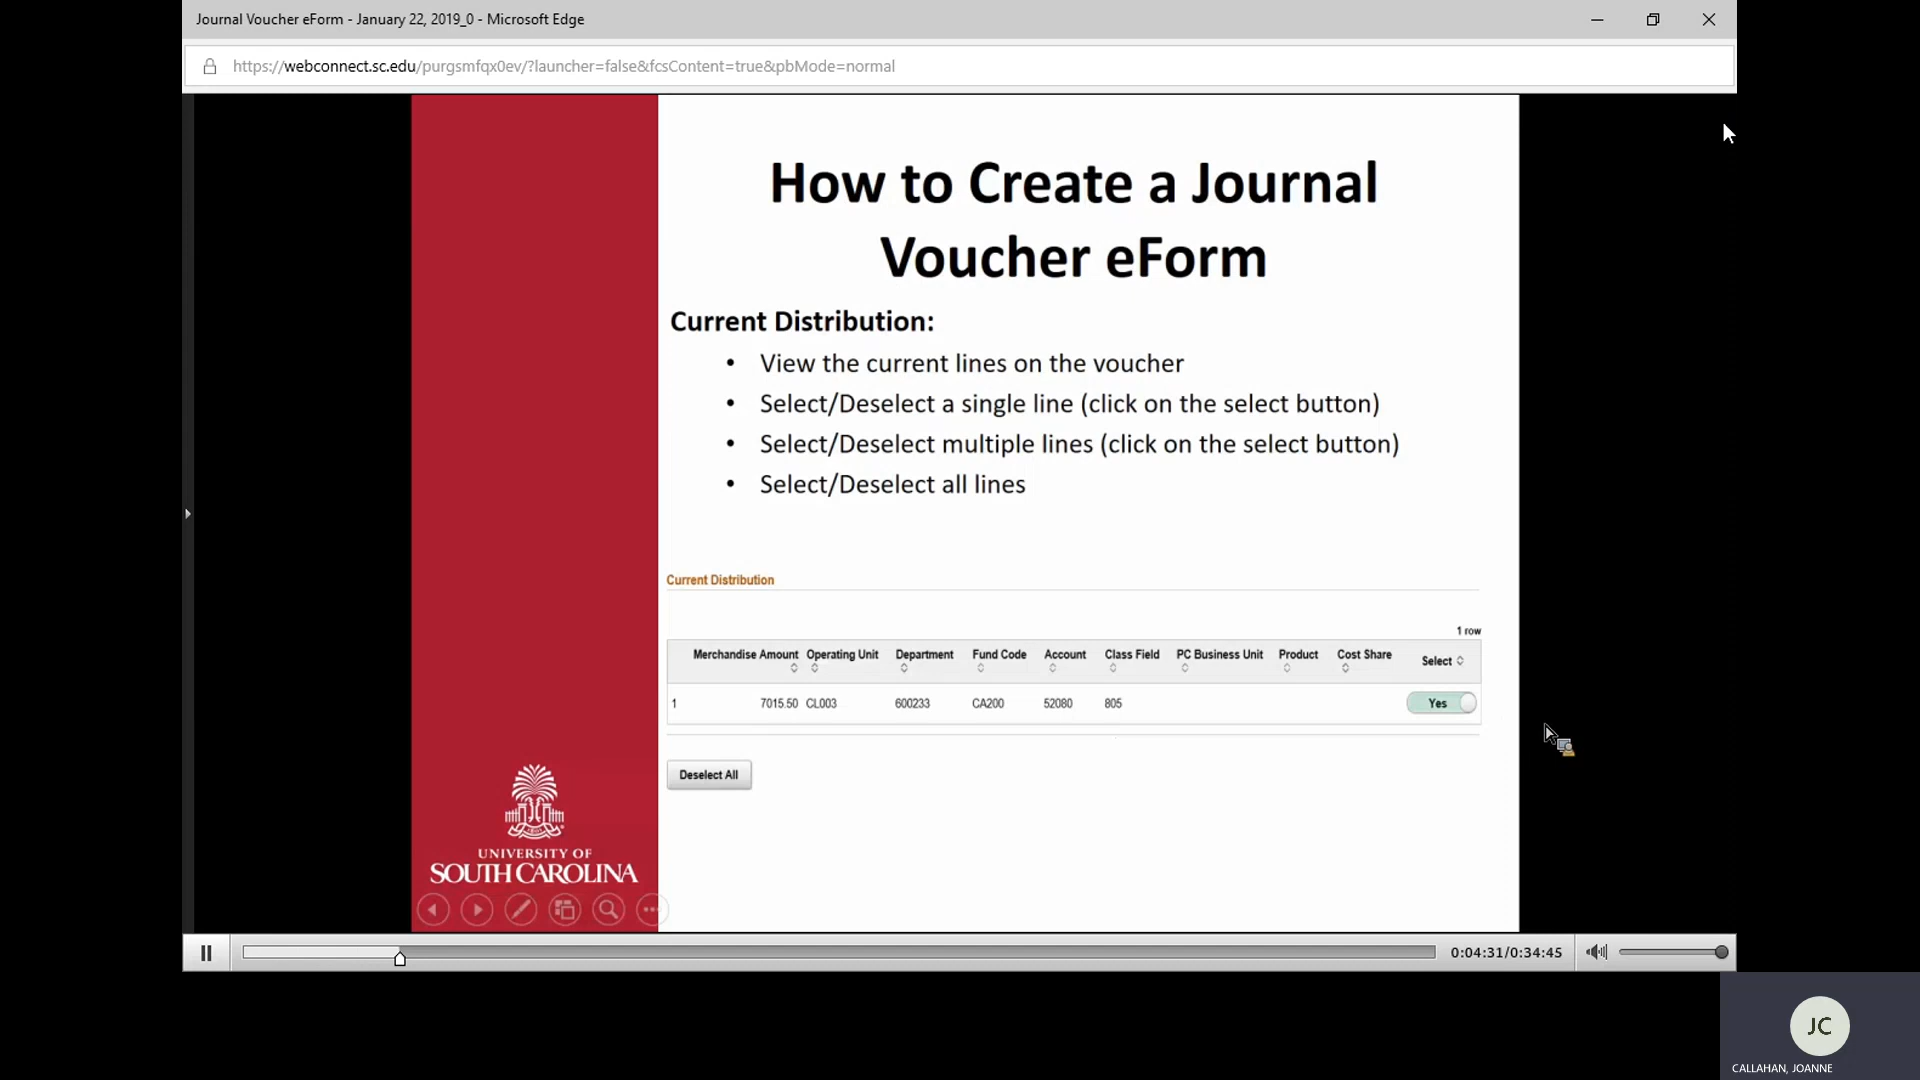 Journal Voucher eForm - January 22, 2019_0 - Microsoft Edge
https://webconnect.sc.edu/purgsmfqx0ev/?launcher=false&fcsContent=true&pbMode=normal
How to Create a Journal
Voucher eForm
Current Distribution:
• View the current lines on the voucher
• Select/Deselect a single line (click on the select button)
• Select/Deselect multiple lines (click on the select button)
• Select/Deselect all lines
Current Distribution
1 row
Merchandise Amount Operating Unit Department Fund Code Account Class Field PC Business Unit Product Cost Share Select
1 7015.50 CL003 600233 CA200 52080 805 Yes
Deselect All
UNIVERSITY OF
SOUTH CAROLINA
0:04:31/0:34:45
JC
CALLAHAN, JOANNE